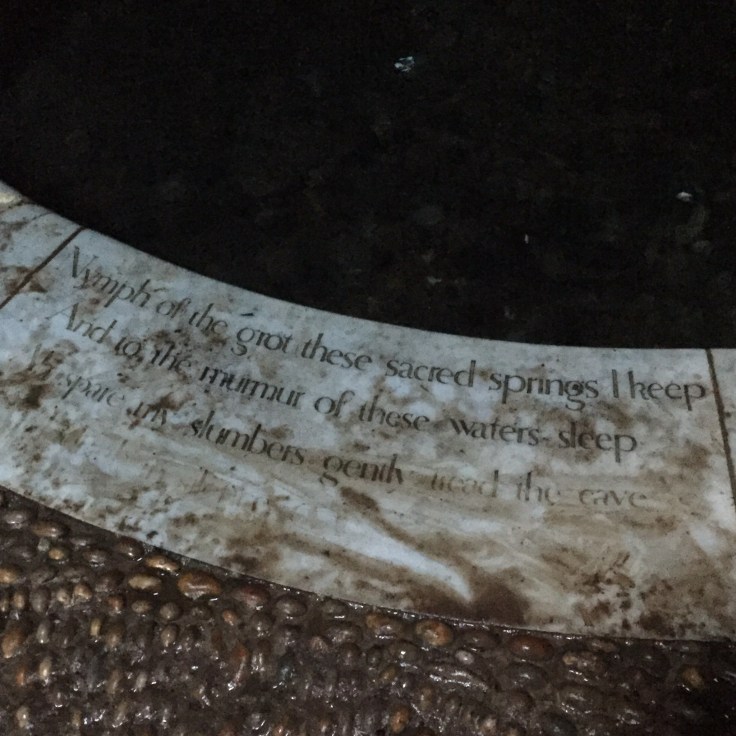 Nymph of the grot these sacred springs I keep
And to the murmur of these waters sleep
spare my slumbers gently tread the cave